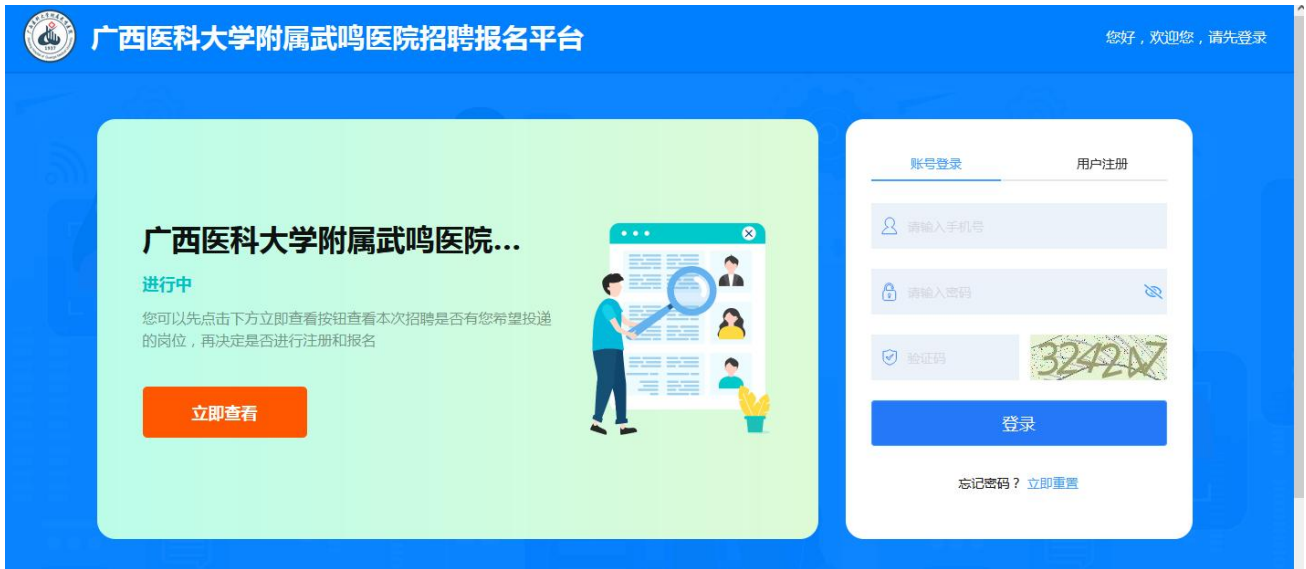 广西医科大学附属武鸣医院招聘报名平台
您好，欢迎您，请先登录
广西医科大学附属武鸣医院...
进行中
您可以先点击下方立即查看按钮查看本次招聘是否有您希望投递
的岗位，再决定是否进行注册和报名
立即查看
账号登录 用户注册
请输入手机号
请输入密码
验证码
登录
忘记密码？ 立即重置